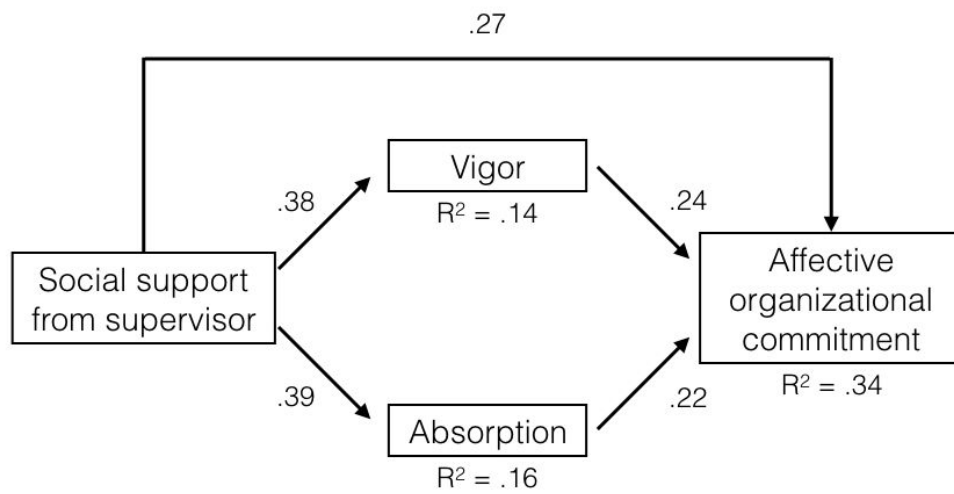 .27
Vigor
R² = .14
.38
.24
Social support
from supervisor
Affective
organizational
commitment
R² = .34
.39
.22
Absorption
R² = .16